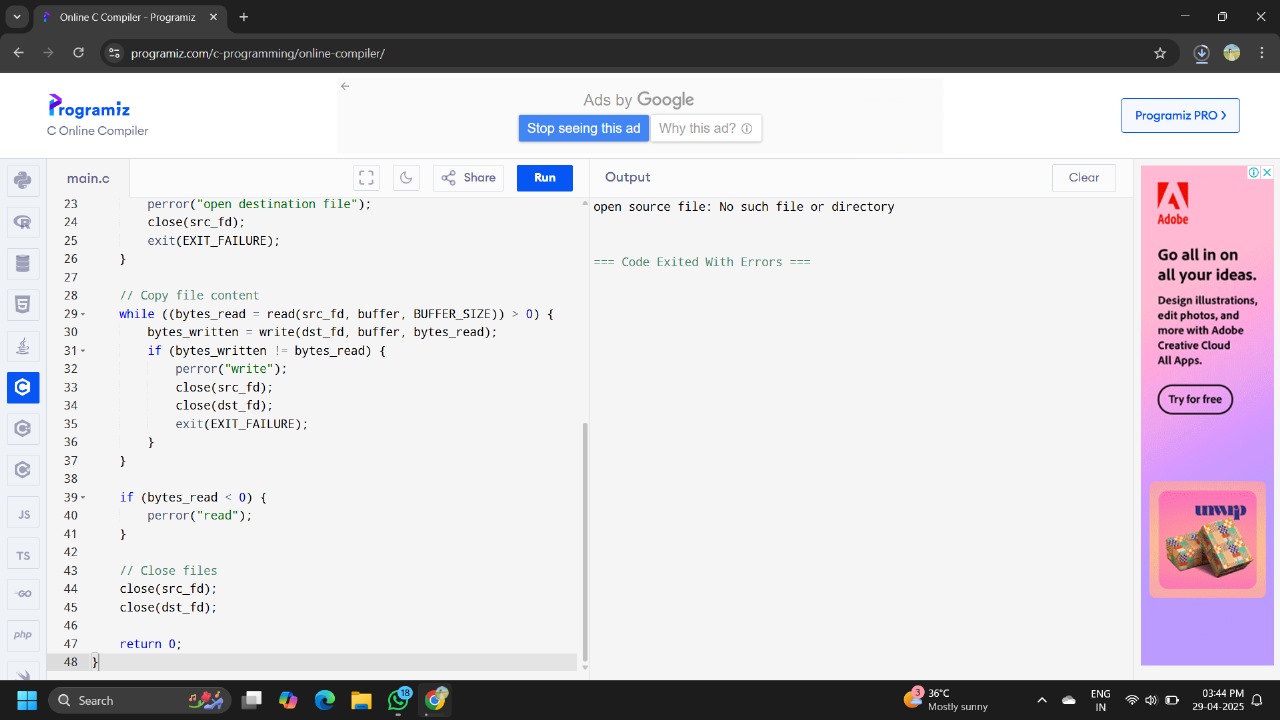 Online C Compiler - Programiz
programiz.com/c-programming/online-compiler/
Programiz
C Online Compiler
Ads by Google
Stop seeing this ad
Why this ad?
Programiz PRO >
main.c
Share
Run
Output
Clear
23 perror("open destination file");
24 close(src_fd);
25 exit(EXIT_FAILURE);
26 }
27
28 // Copy file content
29 while ((bytes_read = read(src_fd, buffer, BUFFER_SIZE)) > 0) {
30 bytes_written = write(dst_fd, buffer, bytes_read);
31 if (bytes_written != bytes_read) {
32 perror("write");
33 close(src_fd);
34 close(dst_fd);
35 exit(EXIT_FAILURE);
36 }
37 }
38
39 if (bytes_read < 0) {
40 perror("read");
41 }
42
43 // Close files
44 close(src_fd);
45 close(dst_fd);
46
47 return 0;
48 }
open source file: No such file or directory
=== Code Exited With Errors ===
JS
TS
GO
php
Adobe
Go all in on
all your ideas.
Design illustrations,
edit photos, and
more with Adobe
Creative Cloud
All Apps.
Try for free
unwrp
Search
18
3
36°C
Mostly sunny
ENG
IN
03:44 PM
29-04-2025